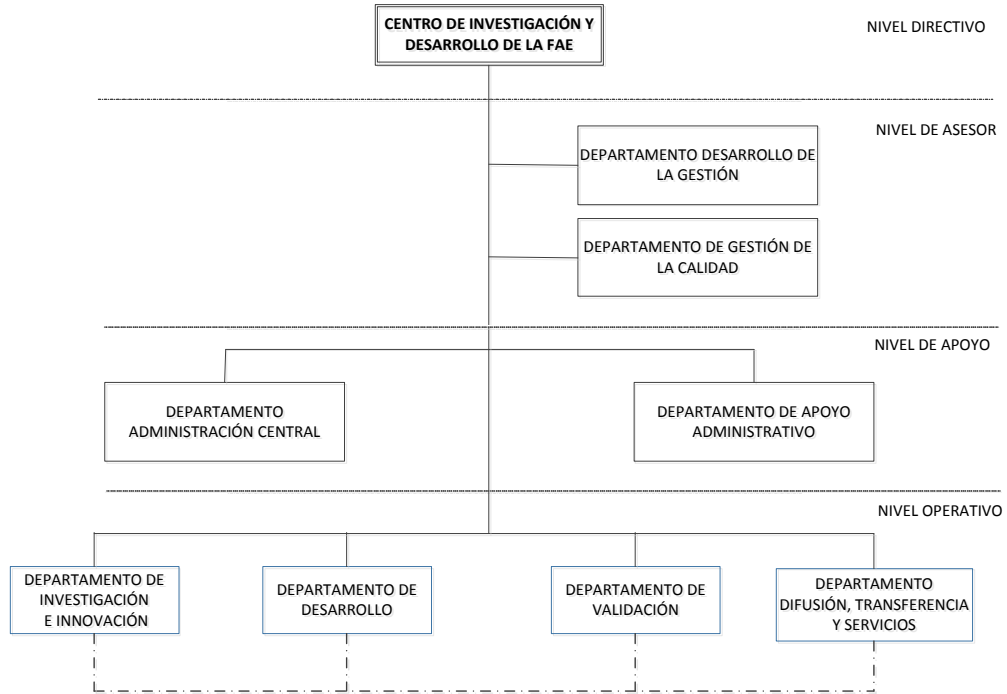 CENTRO DE INVESTIGACIÓN Y
DESARROLLO DE LA FAE
NIVEL DIRECTIVO
NIVEL DE ASESOR
DEPARTAMENTO DESARROLLO DE
LA GESTIÓN
DEPARTAMENTO DE GESTIÓN DE
LA CALIDAD
NIVEL DE APOYO
DEPARTAMENTO
ADMINISTRACIÓN CENTRAL
DEPARTAMENTO DE APOYO
ADMINISTRATIVO
NIVEL OPERATIVO
DEPARTAMENTO DE
INVESTIGACIÓN
E INNOVACIÓN
DEPARTAMENTO DE
DESARROLLO
DEPARTAMENTO DE
VALIDACIÓN
DEPARTAMENTO
DIFUSIÓN, TRANSFERENCIA
Y SERVICIOS